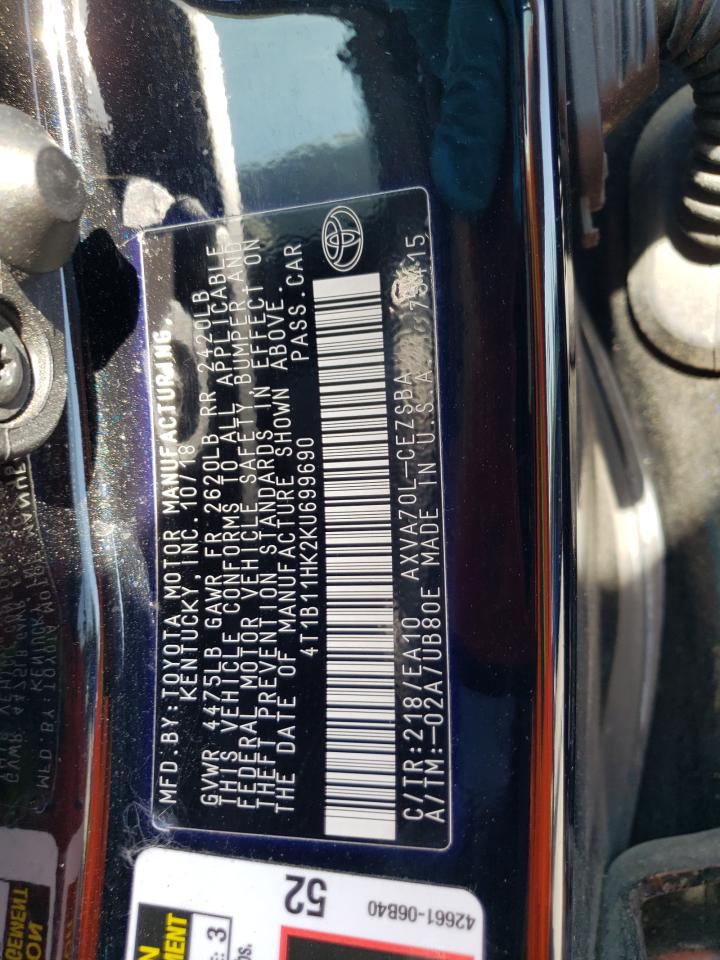 MFD.BY:TOYOTA MOTOR MANUFACTURING,
KENTUCKY, INC. 10/18
GVWR 4475LB GAWR FR 2620LB RR 2420LB
THIS VEHICLE CONFORMS TO ALL APPLICABLE
FEDERAL MOTOR VEHICLE SAFETY, BUMPER AND
THEFT PREVENTION STANDARDS IN EFFECT ON
THE DATE OF MANUFACTURE SHOWN ABOVE.
4T1B11HK2KU699690 PASS.CAR
C/TR:218/EA10 AXVA70L-CEZSBA
A/TM:-02A/UB80E MADE IN U.S.A.
52
42661-06B40
3